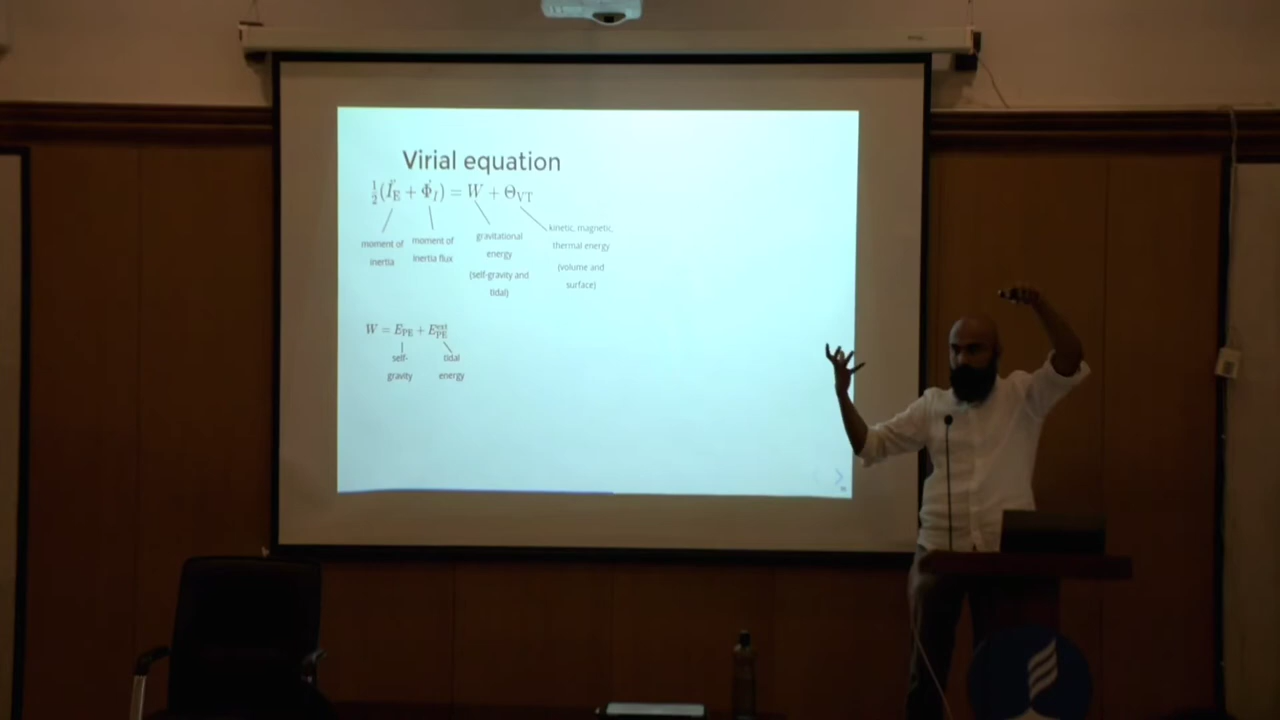 Virial equation
½(Ï_E + Φ̇_I) = W + Θ_VT
moment of inertia
moment of inertia flux
gravitational energy
(self-gravity and tidal)
kinetic, magnetic, thermal energy
(volume and surface)
W = E_PE + E_PE^ext
self-gravity
tidal energy